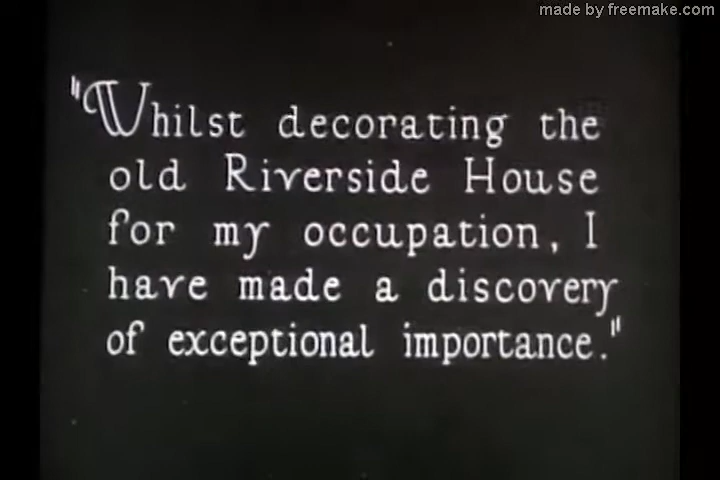 made by freemake.com
"Whilst decorating the
old Riverside House
for my occupation, I
have made a discovery
of exceptional importance."